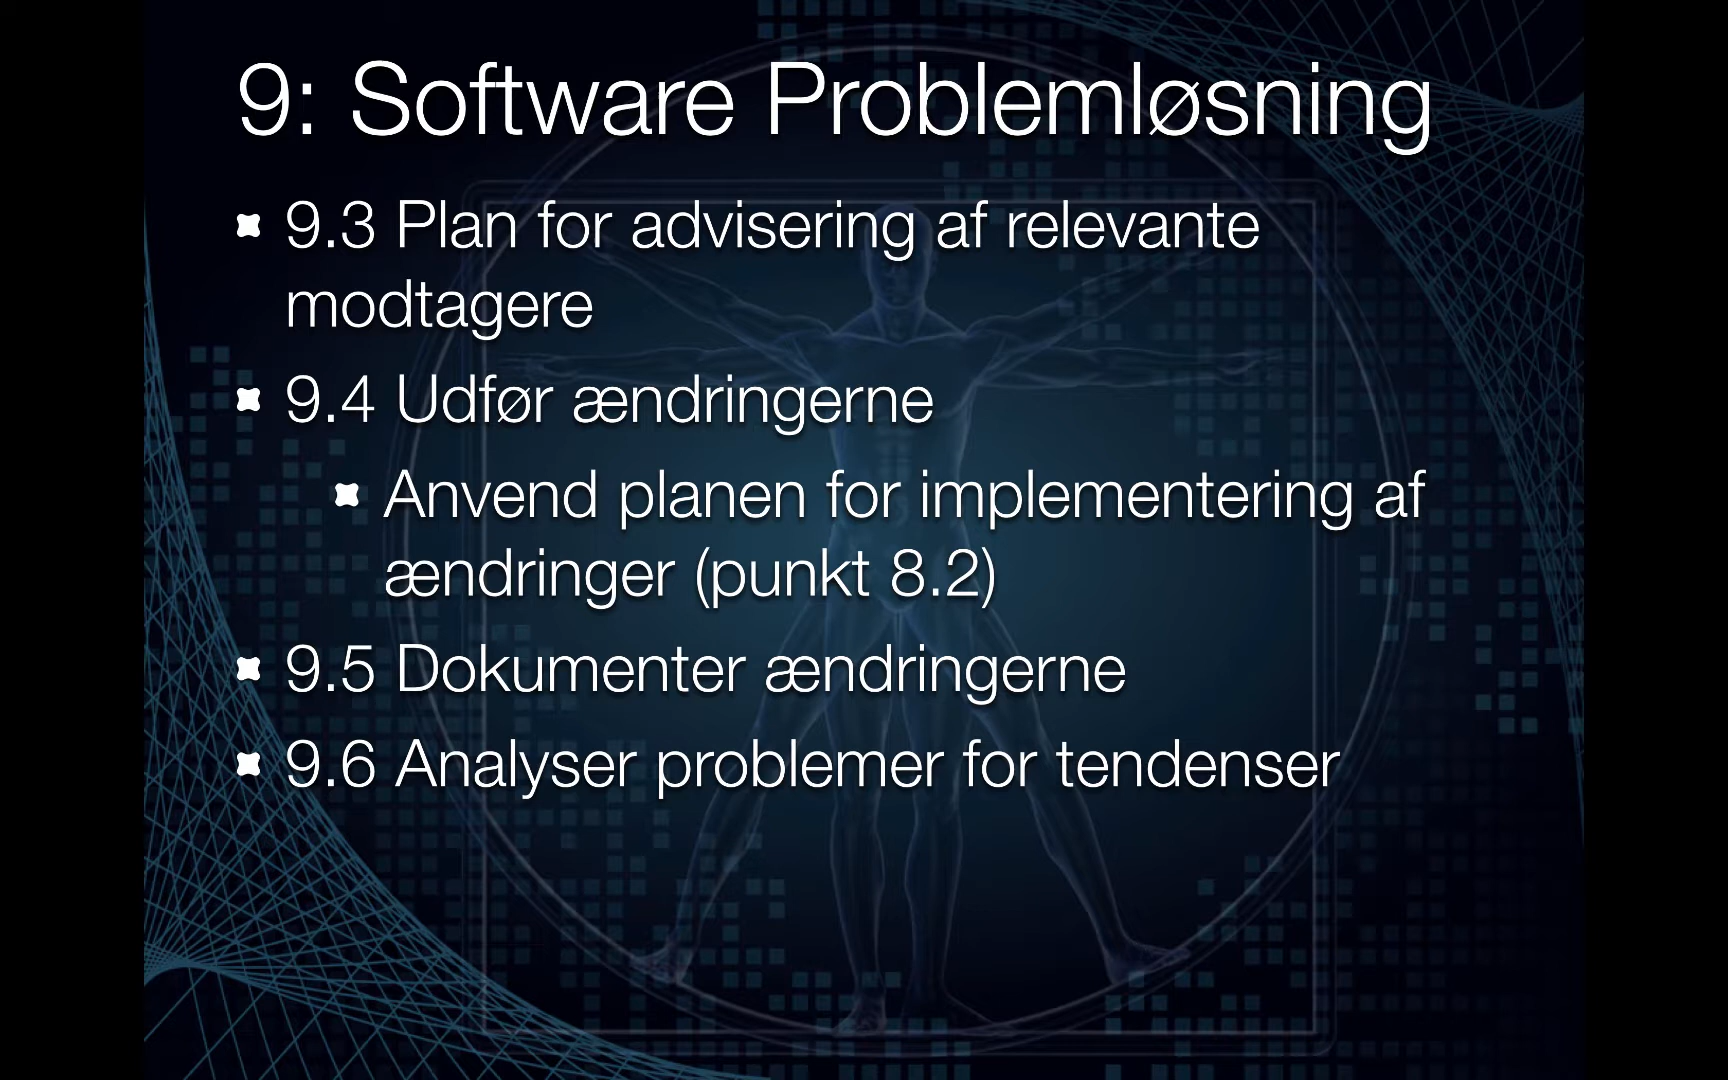 9: Software Problemløsning
9.3 Plan for advisering af relevante
modtagere
9.4 Udfør ændringerne
Anvend planen for implementering af
ændringer (punkt 8.2)
9.5 Dokumenter ændringerne
9.6 Analyser problemer for tendenser